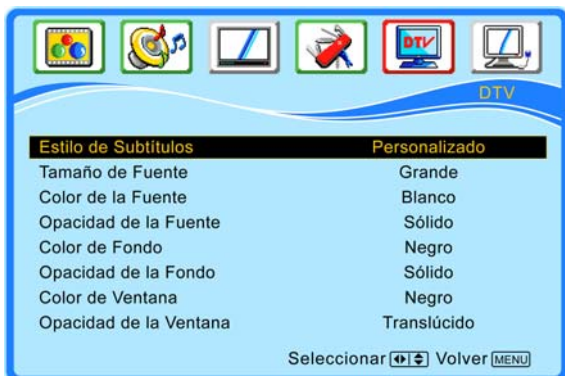 DTV
DTV
Estilo de Subtítulos Personalizado
Tamaño de Fuente Grande
Color de la Fuente Blanco
Opacidad de la Fuente Sólido
Color de Fondo Negro
Opacidad de la Fondo Sólido
Color de Ventana Negro
Opacidad de la Ventana Translúcido
Seleccionar Volver MENU